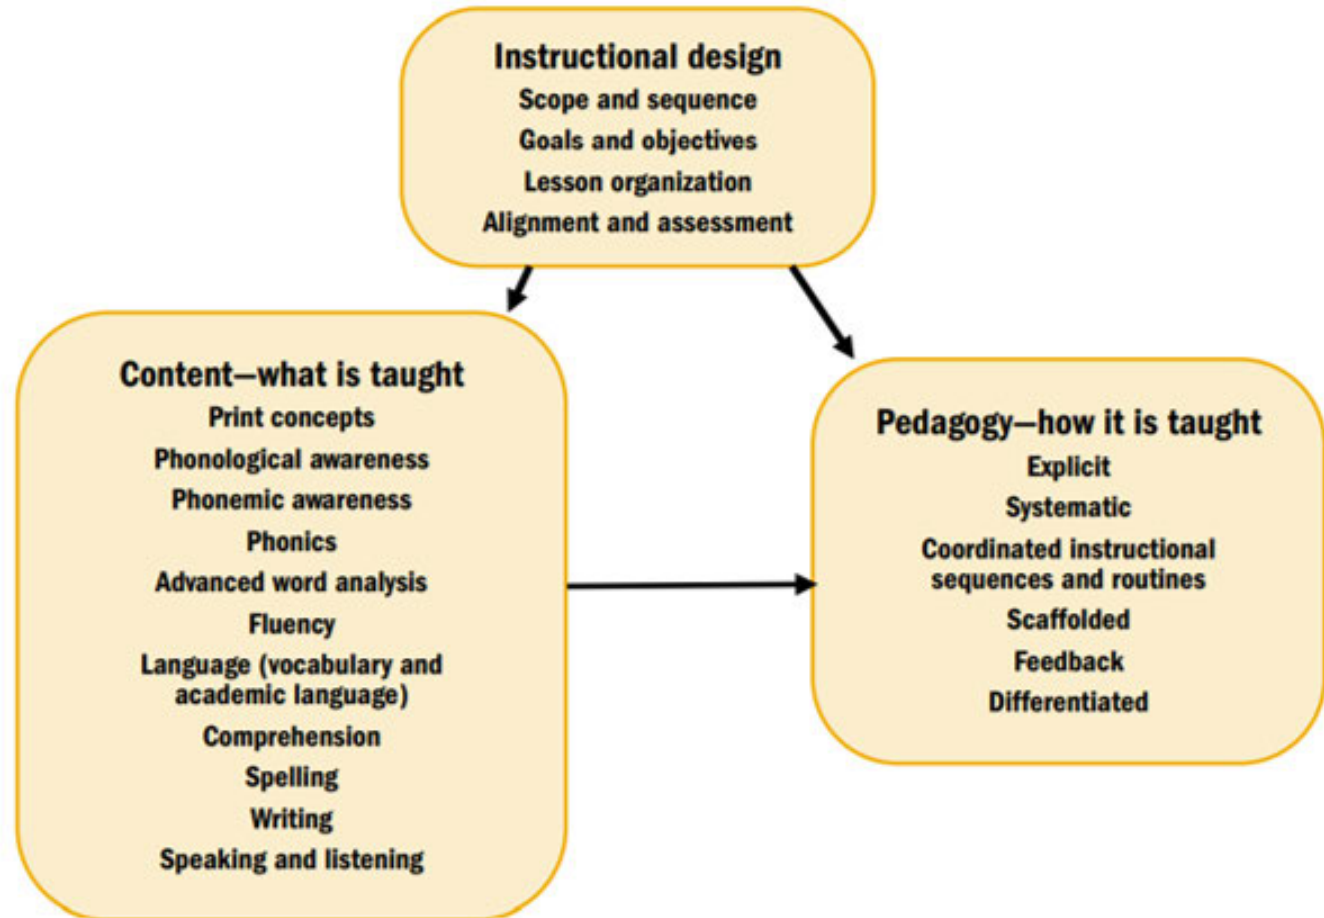 Instructional design
Scope and sequence
Goals and objectives
Lesson organization
Alignment and assessment
Content—what is taught
Print concepts
Phonological awareness
Phonemic awareness
Phonics
Advanced word analysis
Fluency
Language (vocabulary and
academic language)
Comprehension
Spelling
Writing
Speaking and listening
Pedagogy—how it is taught
Explicit
Systematic
Coordinated instructional
sequences and routines
Scaffolded
Feedback
Differentiated